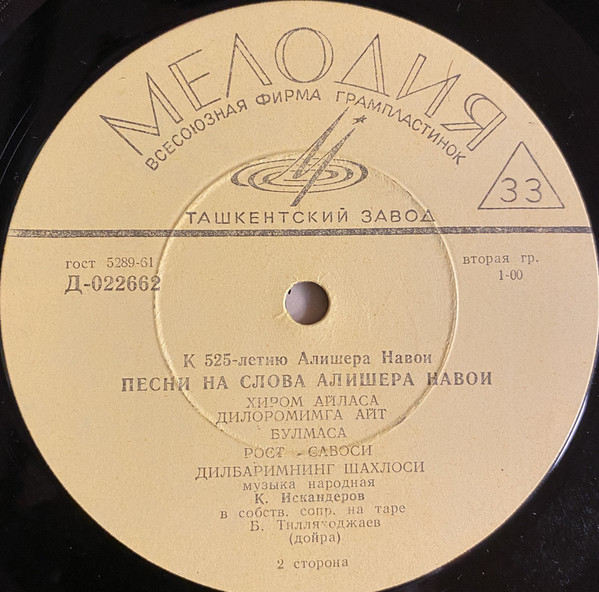 МЕЛОДИЯ
ВСЕСОЮЗНАЯ ФИРМА ГРАМПЛАСТИНОК
33
ТАШКЕНТСКИЙ ЗАВОД
гост 5289-61
Д-022662
вторая гр.
1-00
К 525-летию Алишера Навои
ПЕСНИ НА СЛОВА АЛИШЕРА НАВОИ
ХИРОМ АЙЛАСА
ДИЛОРОМИМГА АЙТ
БУЛМАСА
РОСТ - САВОСИ
ДИЛБАРИМНИНГ ШАХЛОСИ
музыка народная
К. Искандеров
в собств. сопр. на таре
Б. Тилляходжаев
(дойра)
2 сторона